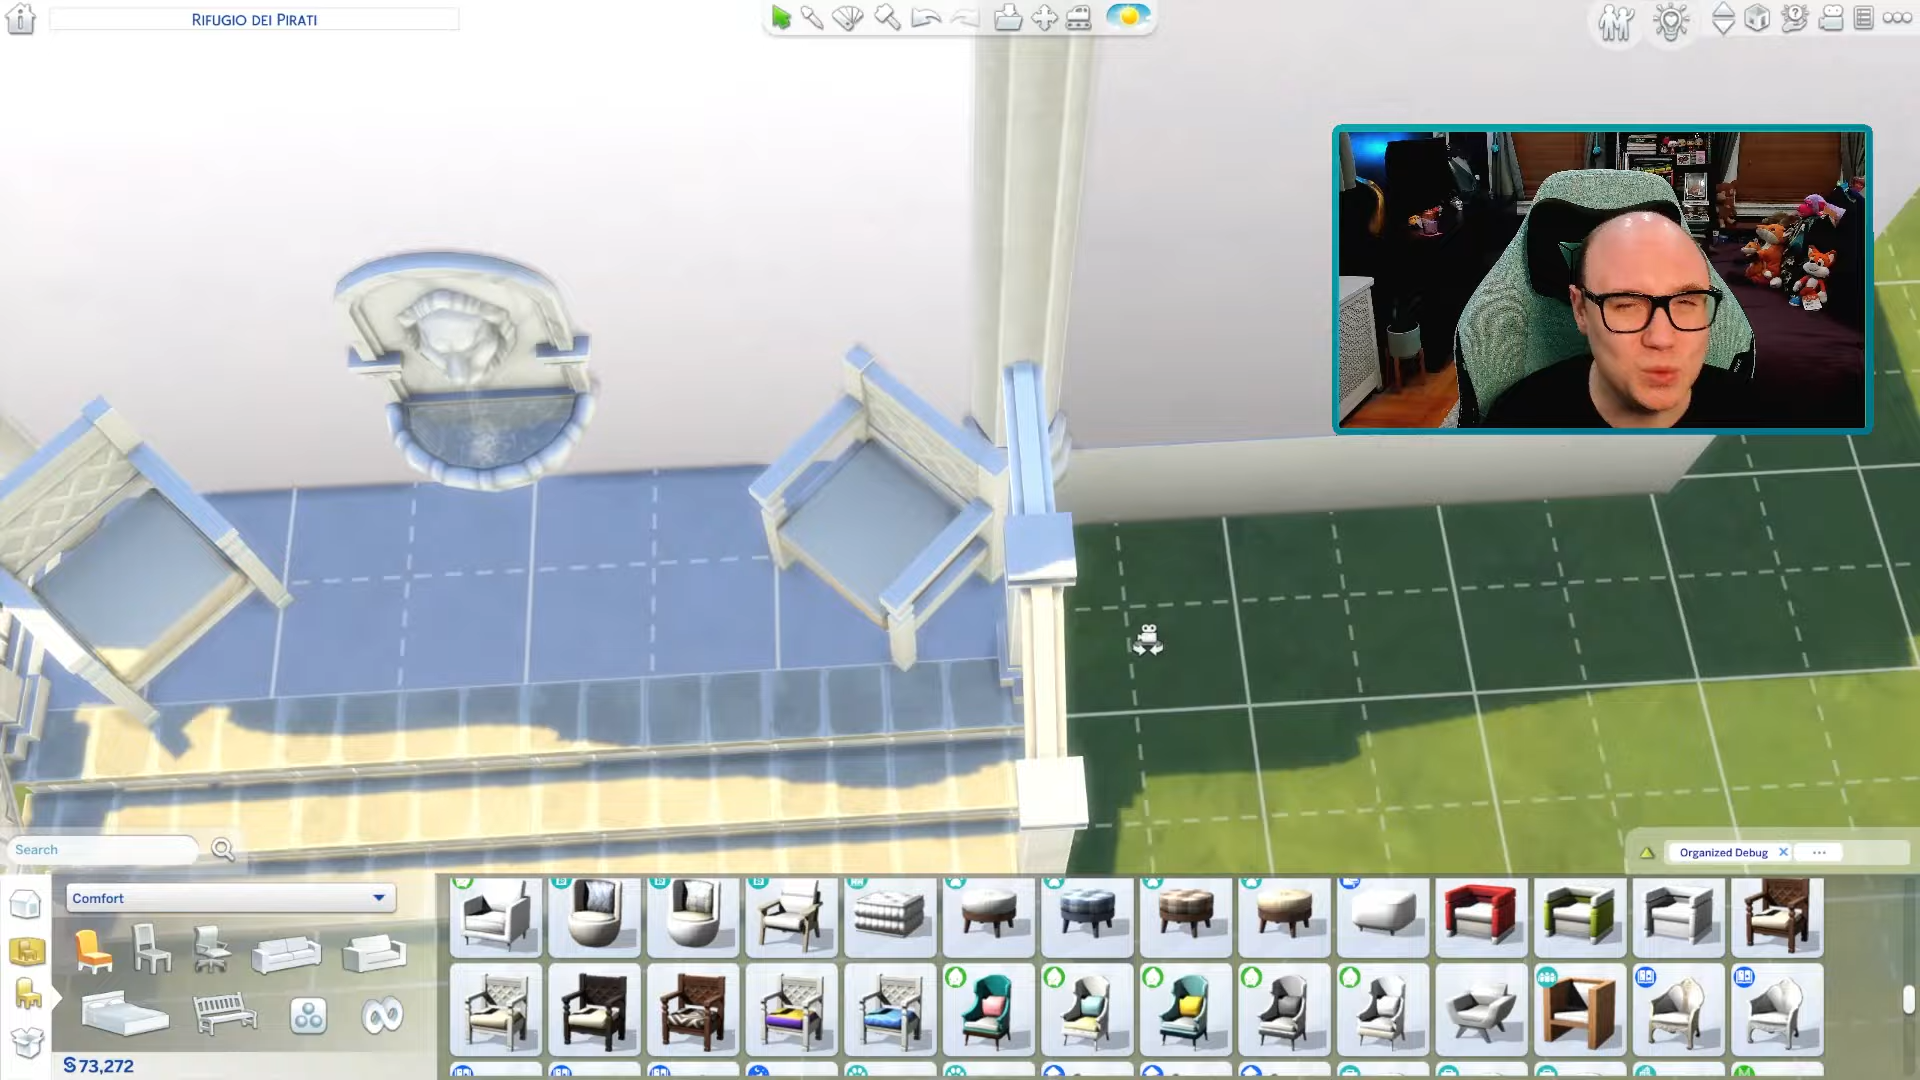 RIFUGIO DEI PIRATI
Search
Organized Debug
Comfort
§73,272